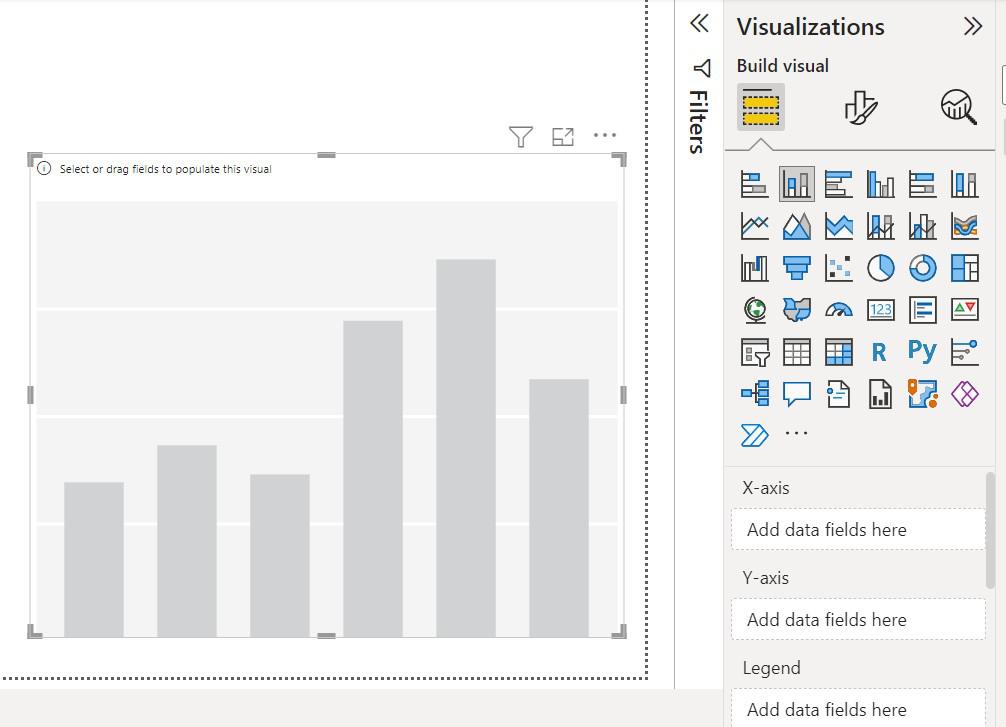 Select or drag fields to populate this visual
Filters
Visualizations
Build visual
123
R
Py
X-axis
Add data fields here
Y-axis
Add data fields here
Legend
Add data fields here